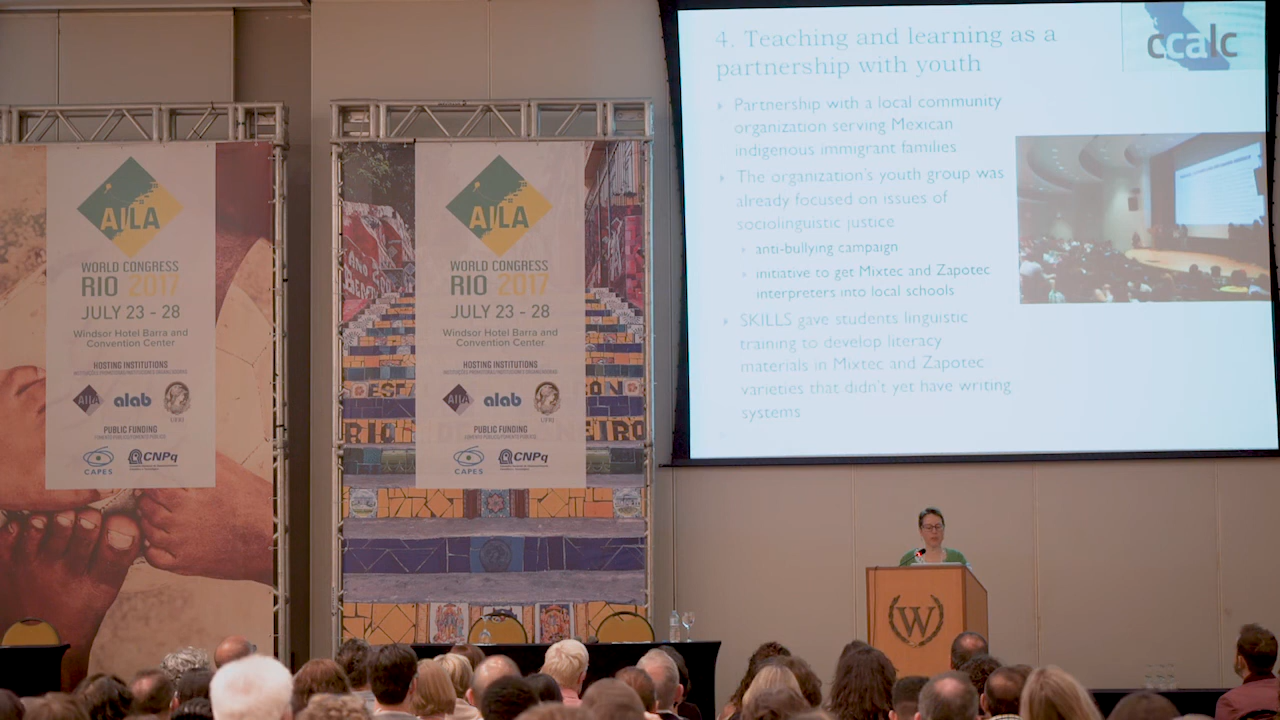 AILA
WORLD CONGRESS
RIO 2017
JULY 23 - 28
Windsor Hotel Barra and
Convention Center
HOSTING INSTITUTIONS
AILA
alab
PUBLIC FUNDING
CAPES
CNPq
AILA
WORLD CONGRESS
RIO 2017
JULY 23 - 28
Windsor Hotel Barra and
Convention Center
HOSTING INSTITUTIONS
AILA
alab
PUBLIC FUNDING
CAPES
CNPq
RIO
EIRO
ccalc
4. Teaching and learning as a
partnership with youth
Partnership with a local community
organization serving Mexican
indigenous immigrant families
The organization's youth group was
already focused on issues of
sociolinguistic justice
anti-bullying campaign
initiative to get Mixtec and Zapotec
interpreters into local schools
SKILLS gave students linguistic
training to develop literacy
materials in Mixtec and Zapotec
varieties that didn't yet have writing
systems
W